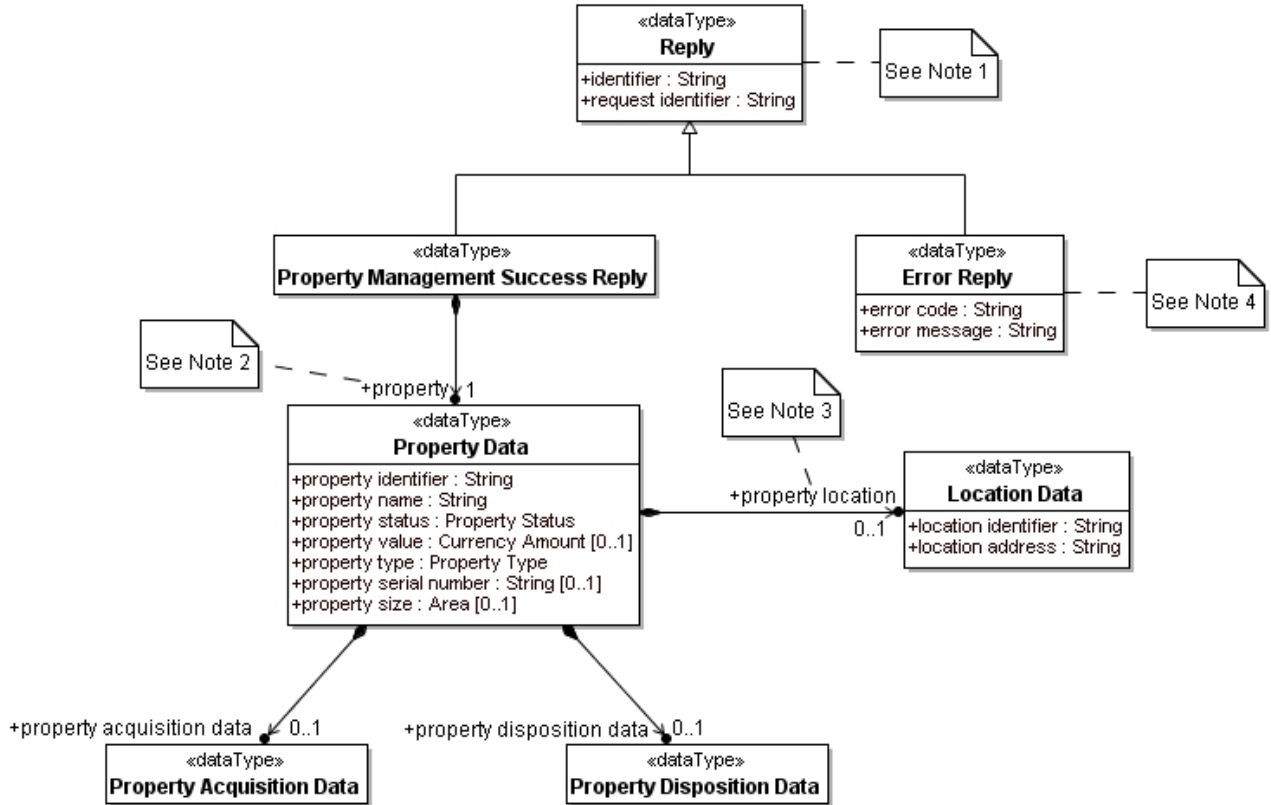 «dataType»
Reply
+identifier : String
+request identifier : String
See Note 1
«dataType»
Property Management Success Reply
«dataType»
Error Reply
+error code : String
+error message : String
See Note 4
See Note 2
+property
1
See Note 3
«dataType»
Property Data
+property identifier : String
+property name : String
+property status : Property Status
+property value : Currency Amount [0..1]
+property type : Property Type
+property serial number : String [0..1]
+property size : Area [0..1]
+property location
0..1
«dataType»
Location Data
+location identifier : String
+location address : String
+property acquisition data
0..1
+property disposition data
0..1
«dataType»
Property Acquisition Data
«dataType»
Property Disposition Data